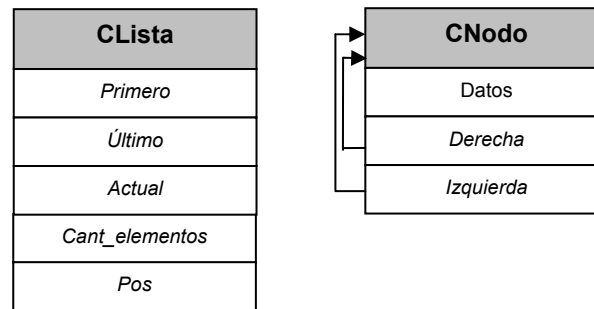 CLista
Primero
Último
Actual
Cant_elementos
Pos
CNodo
Datos
Derecha
Izquierda